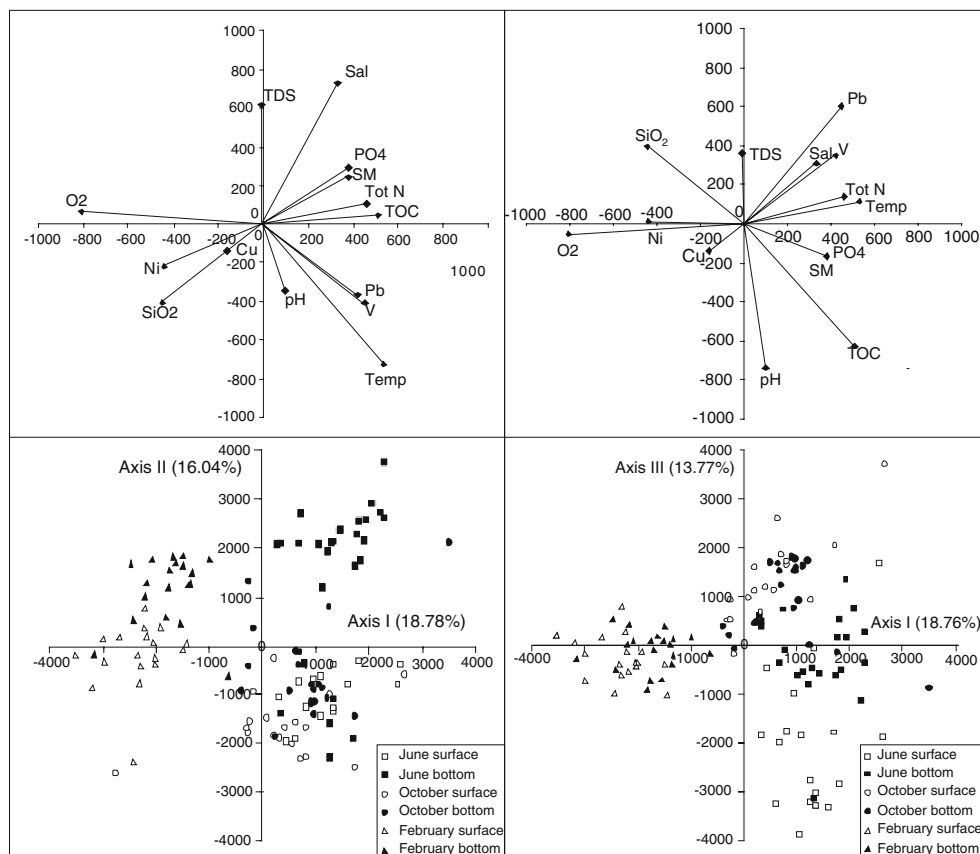 1000
800
600
400
200
0
-200
-400
-600
-800
-1000
-1000 -800 -600 -400 -200 0 200 400 600 800
1000
Sal
TDS
PO4
SM
Tot N
TOC
O2
Cu
Ni
SiO2
pH
Pb
V
Temp
1000
800
600
400
200
0
-200
-400
-600
-800
-1000
-1000 -800 -600 -400 -200 0 200 400 600 800 1000
Pb
SiO2
TDS
Sal
V
Tot N
Temp
Ni
O2
Cu
PO4
SM
TOC
pH
-
4000
3000
2000
1000
0
-1000
-2000
-3000
-4000
-4000 -2000 0 2000 4000
Axis II (16.04%)
Axis I (18.78%)
June surface
June bottom
October surface
October bottom
February surface
February bottom
4000
3000
2000
1000
0
-1000
-2000
-3000
-4000
-4000 -3000 -2000 -1000 0 1000 2000 3000 4000
Axis III (13.77%)
Axis I (18.76%)
June surface
June bottom
October surface
October bottom
February surface
February bottom